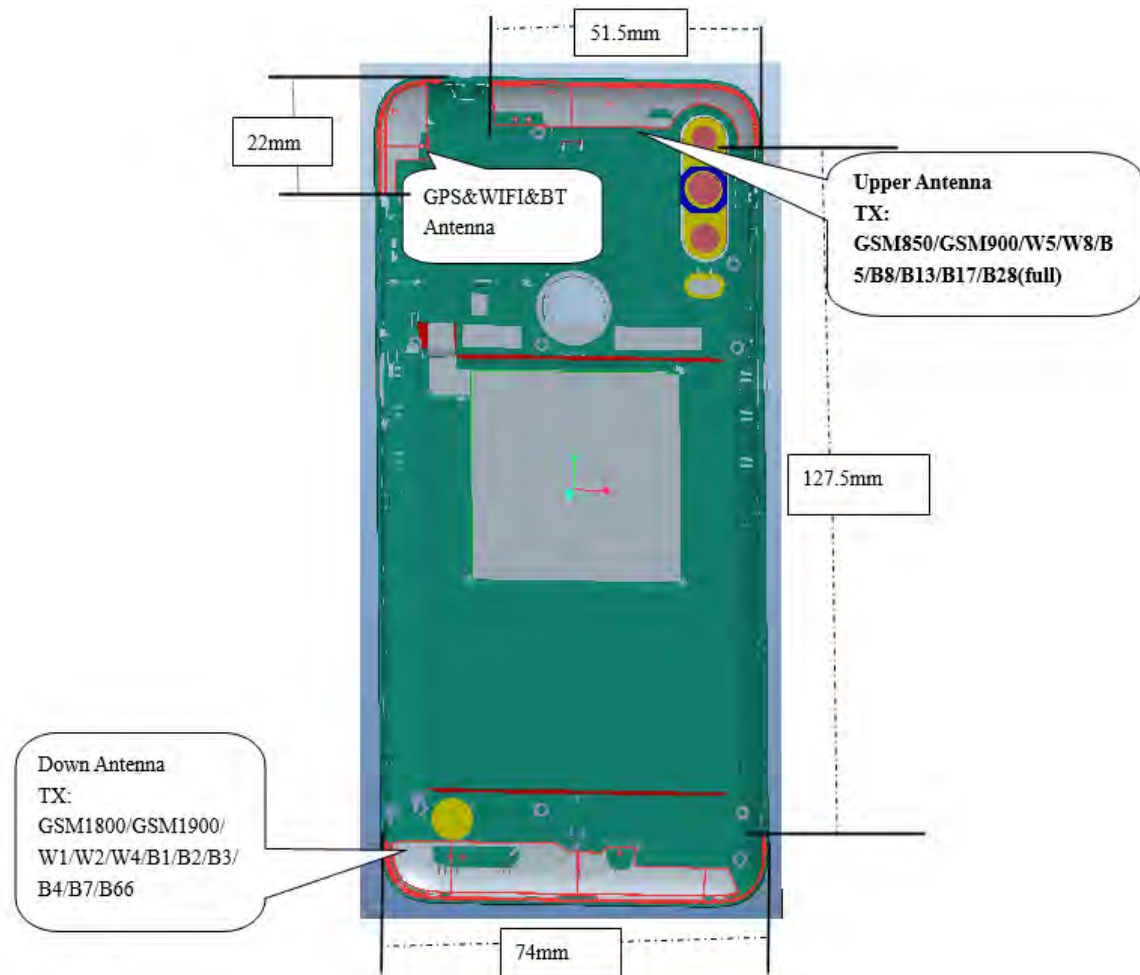 51.5mm
22mm
GPS&WIFI&BT
Antenna
Upper Antenna
TX:
GSM850/GSM900/W5/W8/B
5/B8/B13/B17/B28(full)
127.5mm
Down Antenna
TX:
GSM1800/GSM1900/
W1/W2/W4/B1/B2/B3/
B4/B7/B66
74mm